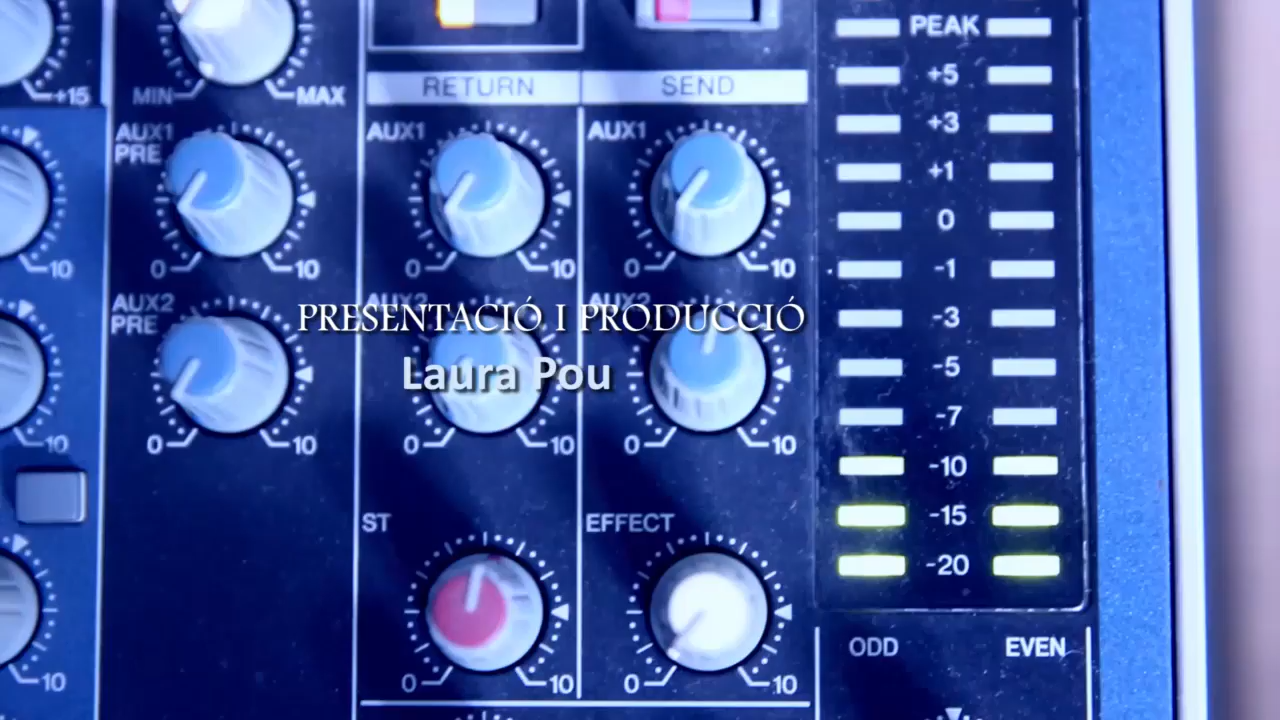 PEAK
+5
+3
+1
0
-1
-3
-5
-7
-10
-15
-20
ODD EVEN
+15
MIN MAX
RETURN SEND
AUX1
PRE
AUX1
AUX1
10
0 10
0 10
0 10
AUX2
PRE
AUX2
AUX2
PRESENTACIÓ I PRODUCCIÓ
Laura Pou
10
0 10
0 10
0 10
ST
EFFECT
10
0 10
0 10